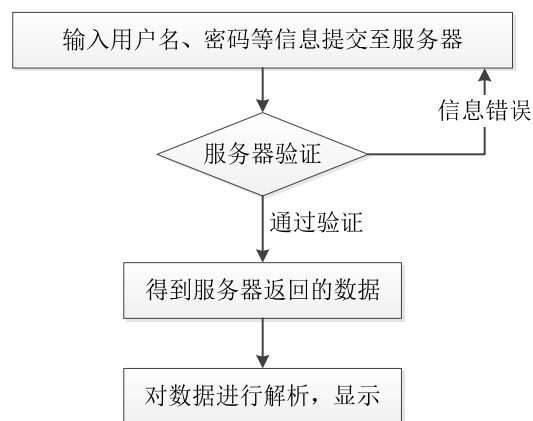 输入用户名、密码等信息提交至服务器
信息错误
服务器验证
通过验证
得到服务器返回的数据
对数据进行解析，显示